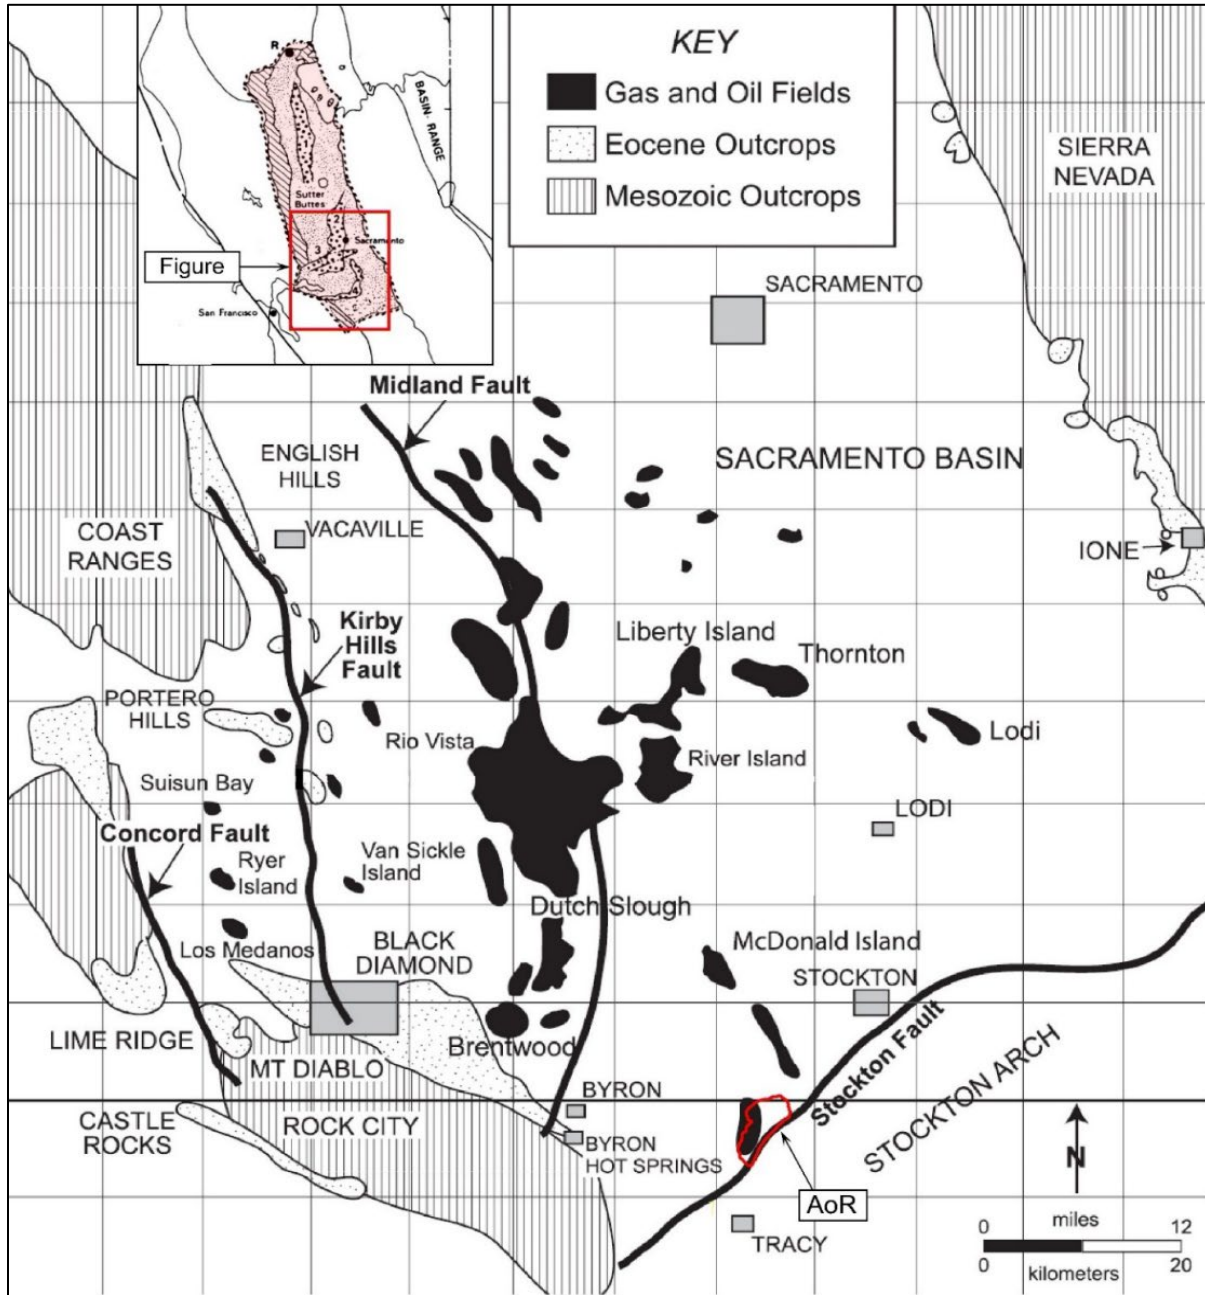 KEY
Gas and Oil Fields
Eocene Outcrops
Mesozoic Outcrops
R
BASIN - RANGE
1
Sutter
Buttes
2
Sacramento
3
4
San Francisco
Figure
SIERRA
NEVADA
SACRAMENTO
Midland Fault
ENGLISH
HILLS
SACRAMENTO BASIN
VACAVILLE
COAST
RANGES
IONE
Kirby
Hills
Fault
Liberty Island
Thornton
PORTERO
HILLS
Rio Vista
River Island
Lodi
Suisun Bay
LODI
Concord Fault
Ryer
Island
Van Sickle
Island
Dutch Slough
Los Medanos
BLACK
DIAMOND
McDonald Island
STOCKTON
LIME RIDGE
MT DIABLO
Brentwood
Stockton Fault
STOCKTON ARCH
CASTLE
ROCKS
ROCK CITY
BYRON
BYRON
HOT SPRINGS
AoR
N
TRACY
0 miles 12
0 20
kilometers